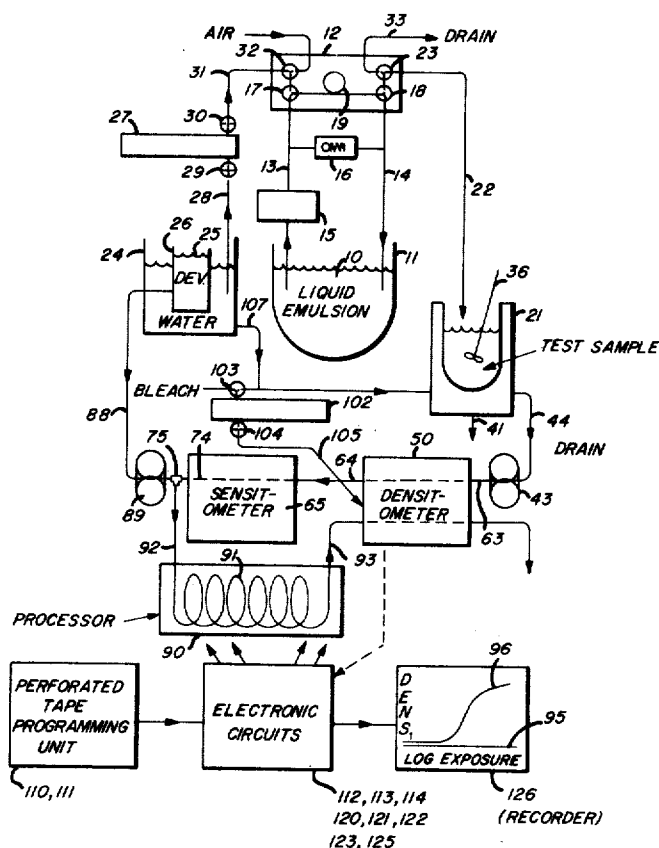 33
AIR
12
DRAIN
32
23
31
17
18
30
19
27
13
16
14
29
28
15
22
26
25
24
10
11
36
DEV.
LIQUID
EMULSION
21
WATER
107
TEST SAMPLE
103
BLEACH
102
88
104
41
44
105
50
DRAIN
75
74
64
SENSIT-
OMETER
DENSIT-
OMETER
89
65
63
43
92
91
93
PROCESSOR
90
96
PERFORATED
TAPE
PROGRAMMING
UNIT
ELECTRONIC
CIRCUITS
DENS,
95
LOG EXPOSURE
110, 111
112, 113, 114
120, 121, 122
123, 125
126
(RECORDER)